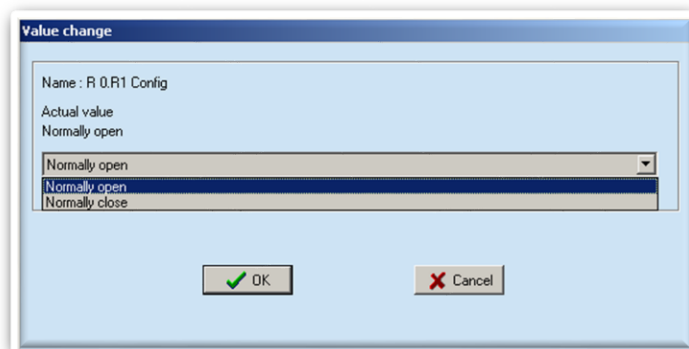 Value change
Name : R 0.R1 Config
Actual value
Normally open
Normally open
Normally open
Normally close
OK
Cancel